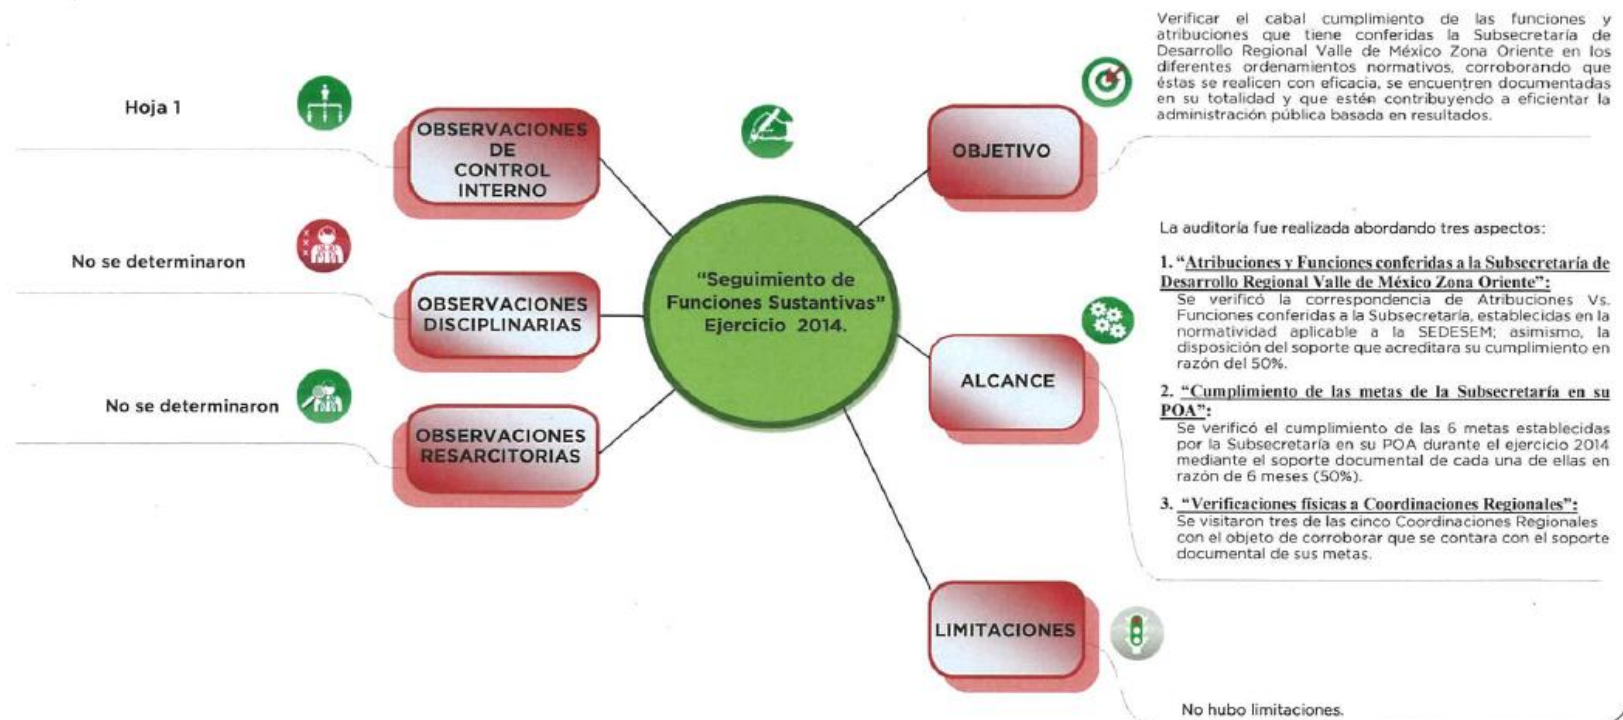 Hoja 1
OBSERVACIONES
DE
CONTROL
INTERNO
No se determinaron
OBSERVACIONES
DISCIPLINARIAS
No se determinaron
OBSERVACIONES
RESARCITORIAS
"Seguimiento de
Funciones Sustantivas"
Ejercicio 2014.
OBJETIVO
Verificar el cabal cumplimiento de las funciones y
atribuciones que tiene conferidas la Subsecretaría de
Desarrollo Regional Valle de México Zona Oriente en los
diferentes ordenamientos normativos, corroborando que
éstas se realicen con eficacia, se encuentren documentadas
en su totalidad y que estén contribuyendo a eficientar la
administración pública basada en resultados.
ALCANCE
La auditoría fue realizada abordando tres aspectos:
1. "Atribuciones y Funciones conferidas a la Subsecretaría de
Desarrollo Regional Valle de México Zona Oriente":
Se verificó la correspondencia de Atribuciones Vs.
Funciones conferidas a la Subsecretaría, establecidas en la
normatividad aplicable a la SEDESEM; asimismo, la
disposición del soporte que acreditara su cumplimiento en
razón del 50%.
2. "Cumplimiento de las metas de la Subsecretaría en su
POA":
Se verificó el cumplimiento de las 6 metas establecidas
por la Subsecretaría en su POA durante el ejercicio 2014
mediante el soporte documental de cada una de ellas en
razón de 6 meses (50%).
3. "Verificaciones físicas a Coordinaciones Regionales":
Se visitaron tres de las cinco Coordinaciones Regionales
con el objeto de corroborar que se contara con el soporte
documental de sus metas.
LIMITACIONES
No hubo limitaciones.